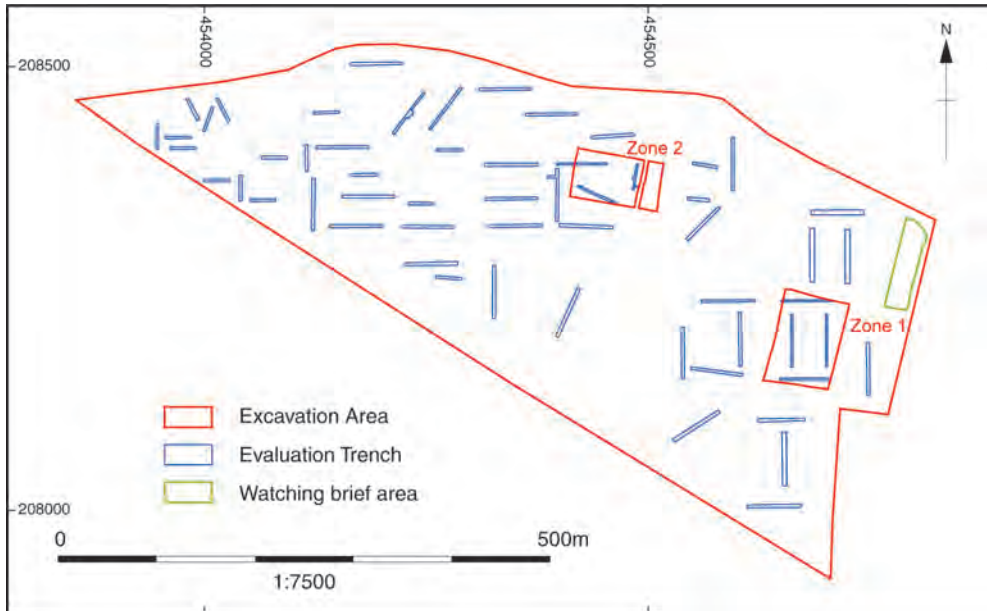 454000
454500
N
208500
Zone 2
Zone 1
Excavation Area
Evaluation Trench
Watching brief area
208000
0 500m
1:7500